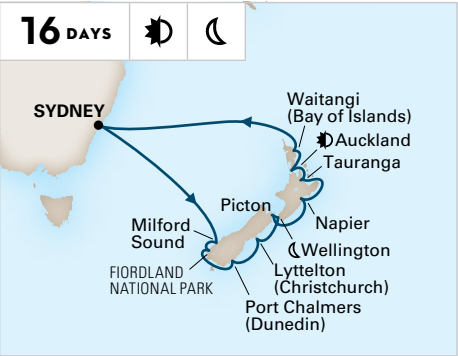 16 DAYS
SYDNEY
Waitangi
(Bay of Islands)
Auckland
Tauranga
Picton
Napier
Milford
Sound
Wellington
FIORDLAND
NATIONAL PARK
Lyttelton
(Christchurch)
Port Chalmers
(Dunedin)